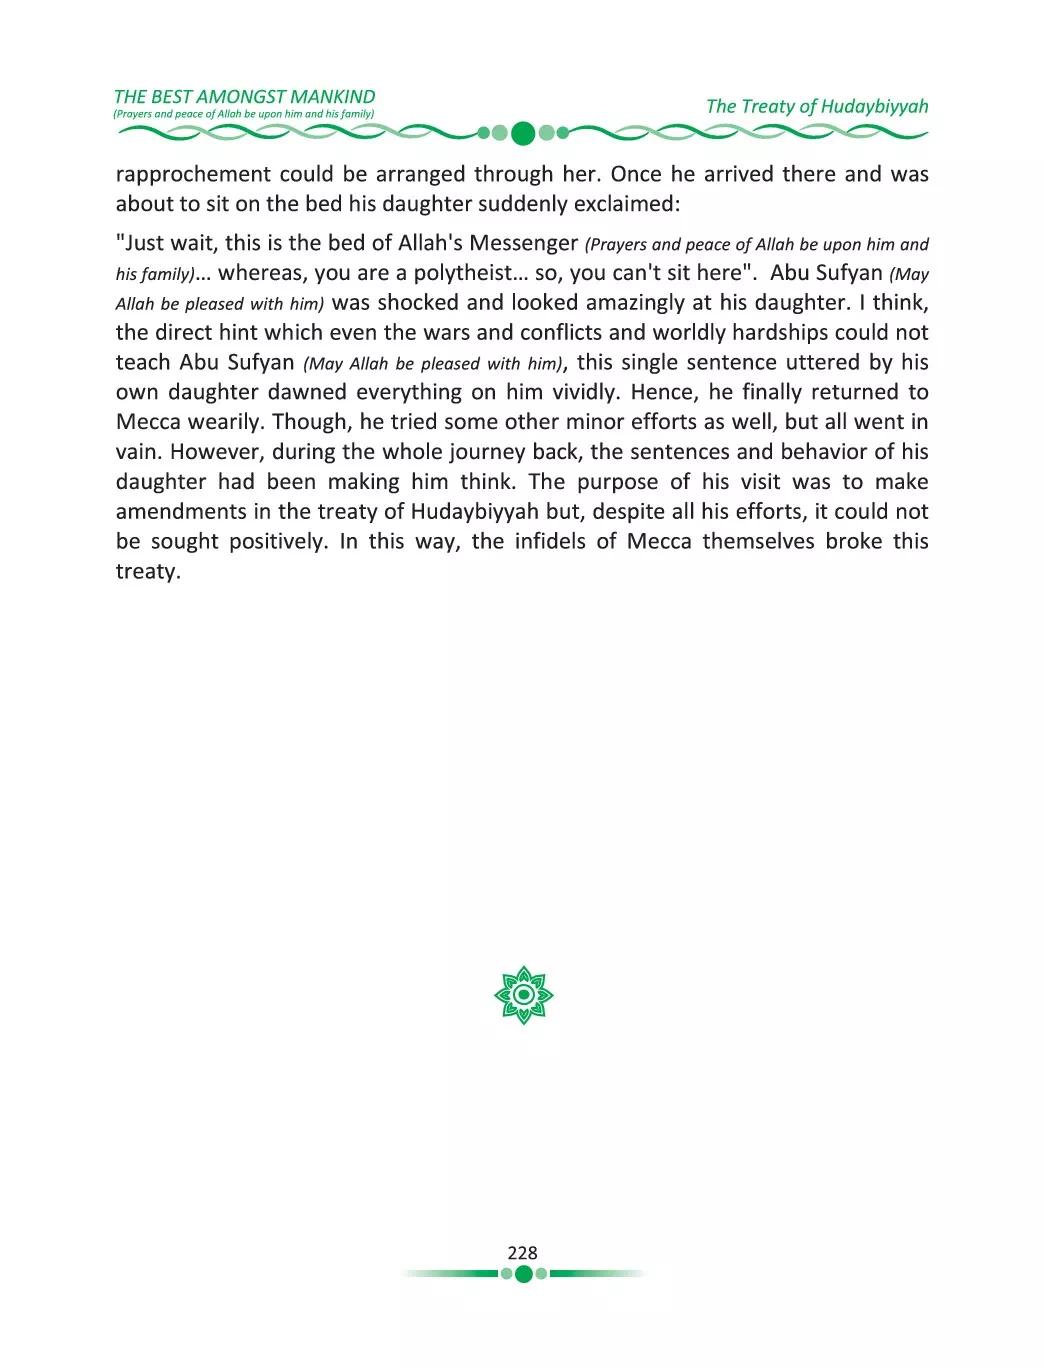 THE BEST AMONGST MANKIND
(Prayers and peace of Allah be upon him and his family)
The Treaty of Hudaybiyyah
rapprochement could be arranged through her. Once he arrived there and was
about to sit on the bed his daughter suddenly exclaimed:
"Just wait, this is the bed of Allah's Messenger (Prayers and peace of Allah be upon him and
his family)... whereas, you are a polytheist... so, you can't sit here".  Abu Sufyan (May
Allah be pleased with him) was shocked and looked amazingly at his daughter. I think,
the direct hint which even the wars and conflicts and worldly hardships could not
teach Abu Sufyan (May Allah be pleased with him), this single sentence uttered by his
own daughter dawned everything on him vividly. Hence, he finally returned to
Mecca wearily. Though, he tried some other minor efforts as well, but all went in
vain. However, during the whole journey back, the sentences and behavior of his
daughter had been making him think. The purpose of his visit was to make
amendments in the treaty of Hudaybiyyah but, despite all his efforts, it could not
be sought positively. In this way, the infidels of Mecca themselves broke this
treaty.
228